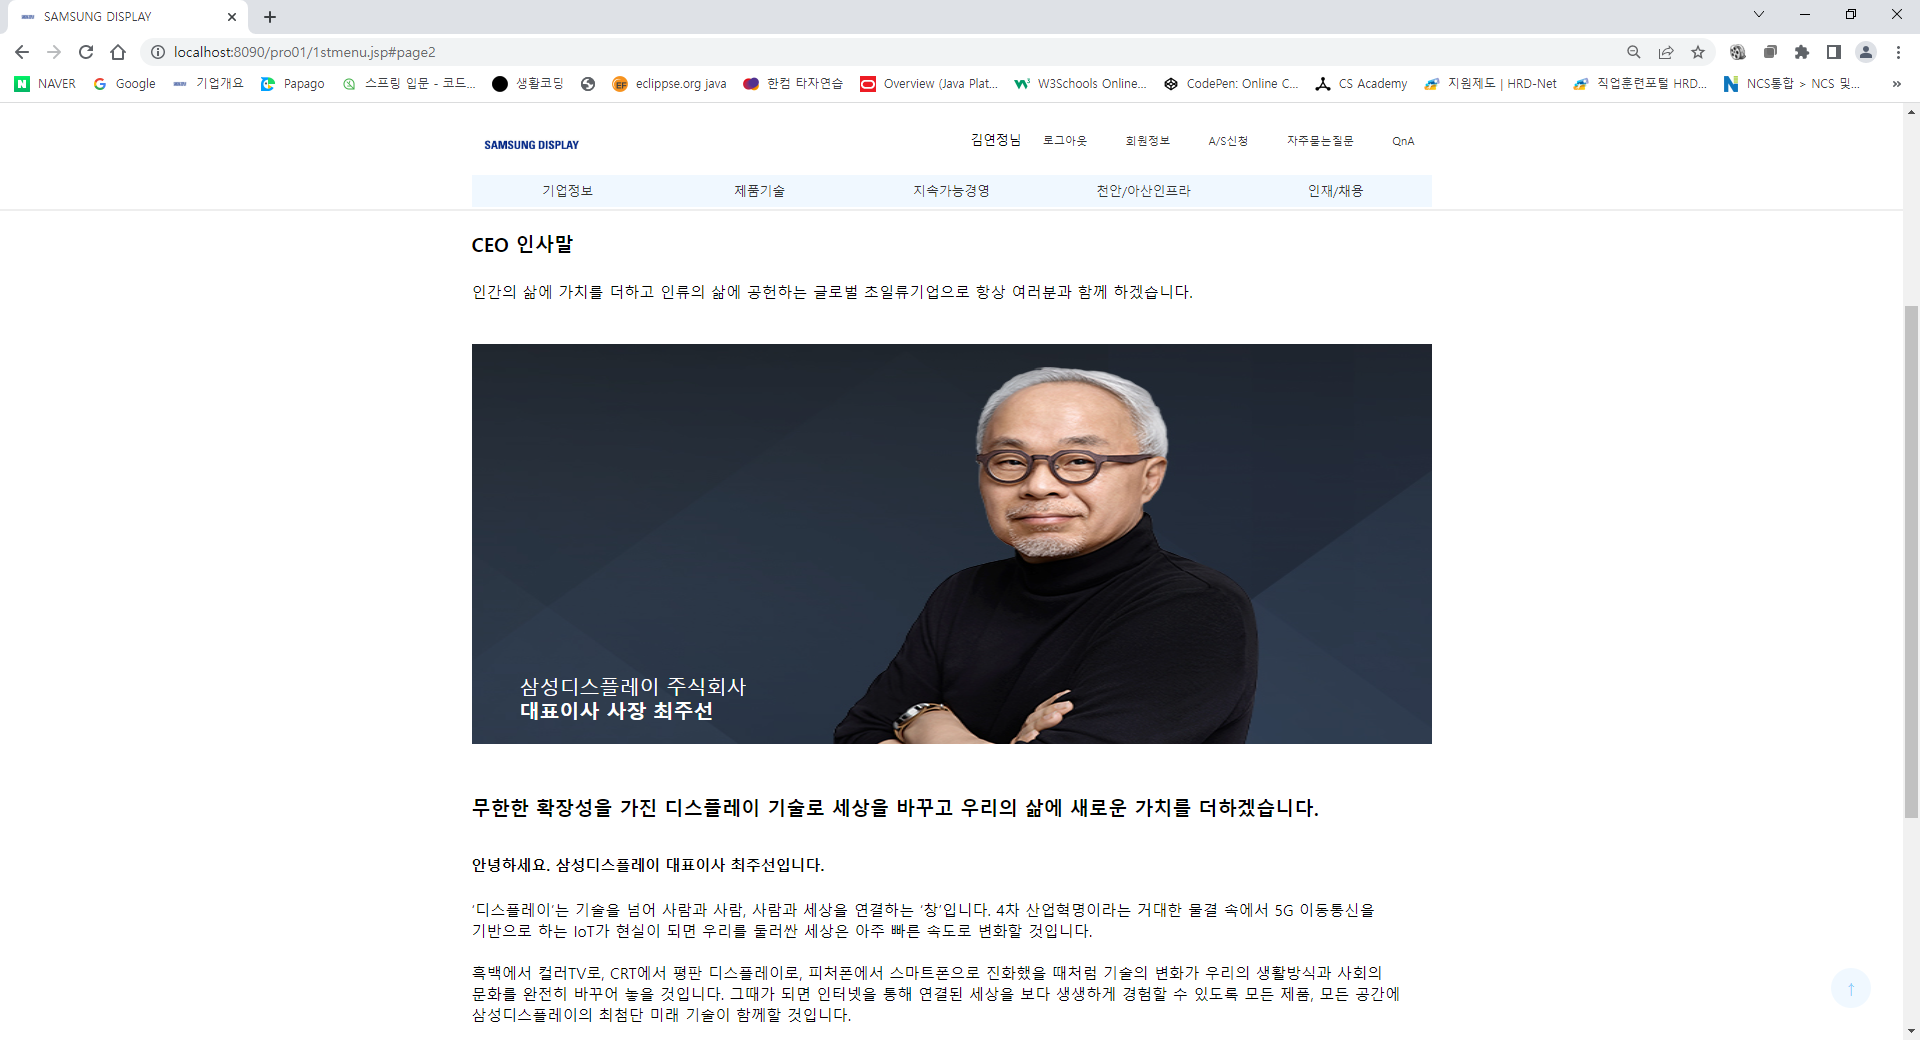 SAMSUNG DISPLAY
localhost:8090/pro01/1stmenu.jsp#page2
NAVER Google 기업개요 Papago 스프링 입문 - 코드... 생활코딩 eclippse.org java 한컴 타자연습 Overview (Java Plat... W3Schools Online... CodePen: Online C... CS Academy 지원제도 | HRD-Net 직업훈련포털 HRD... NCS통합 > NCS 및... »
SAMSUNG DISPLAY 김연정님 로그아웃 회원정보 A/S신청 자주묻는질문 QnA
기업정보 제품기술 지속가능경영 천안/아산인프라 인재/채용
CEO 인사말
인간의 삶에 가치를 더하고 인류의 삶에 공헌하는 글로벌 초일류기업으로 항상 여러분과 함께 하겠습니다.
삼성디스플레이 주식회사
대표이사 사장 최주선
무한한 확장성을 가진 디스플레이 기술로 세상을 바꾸고 우리의 삶에 새로운 가치를 더하겠습니다.
안녕하세요. 삼성디스플레이 대표이사 최주선입니다.
‘디스플레이’는 기술을 넘어 사람과 사람, 사람과 세상을 연결하는 ‘창’입니다. 4차 산업혁명이라는 거대한 물결 속에서 5G 이동통신을
기반으로 하는 IoT가 현실이 되면 우리를 둘러싼 세상은 아주 빠른 속도로 변화할 것입니다.
흑백에서 컬러TV로, CRT에서 평판 디스플레이로, 피처폰에서 스마트폰으로 진화했을 때처럼 기술의 변화가 우리의 생활방식과 사회의
문화를 완전히 바꾸어 놓을 것입니다. 그때가 되면 인터넷을 통해 연결된 세상을 보다 생생하게 경험할 수 있도록 모든 제품, 모든 공간에
삼성디스플레이의 최첨단 미래 기술이 함께할 것입니다.
↑